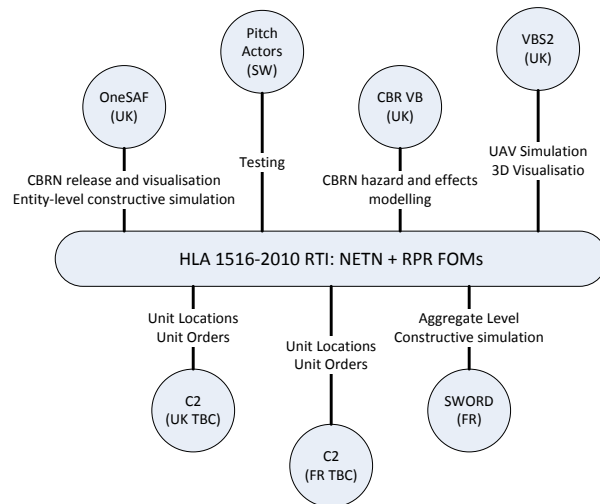 OneSAF
(UK)
Pitch
Actors
(SW)
CBR VB
(UK)
VBS2
(UK)
CBRN release and visualisation
Entity-level constructive simulation
Testing
CBRN hazard and effects
modelling
UAV Simulation
3D Visualisatio
HLA 1516-2010 RTI: NETN + RPR FOMs
Unit Locations
Unit Orders
Unit Locations
Unit Orders
Aggregate Level
Constructive simulation
C2
(UK TBC)
C2
(FR TBC)
SWORD
(FR)